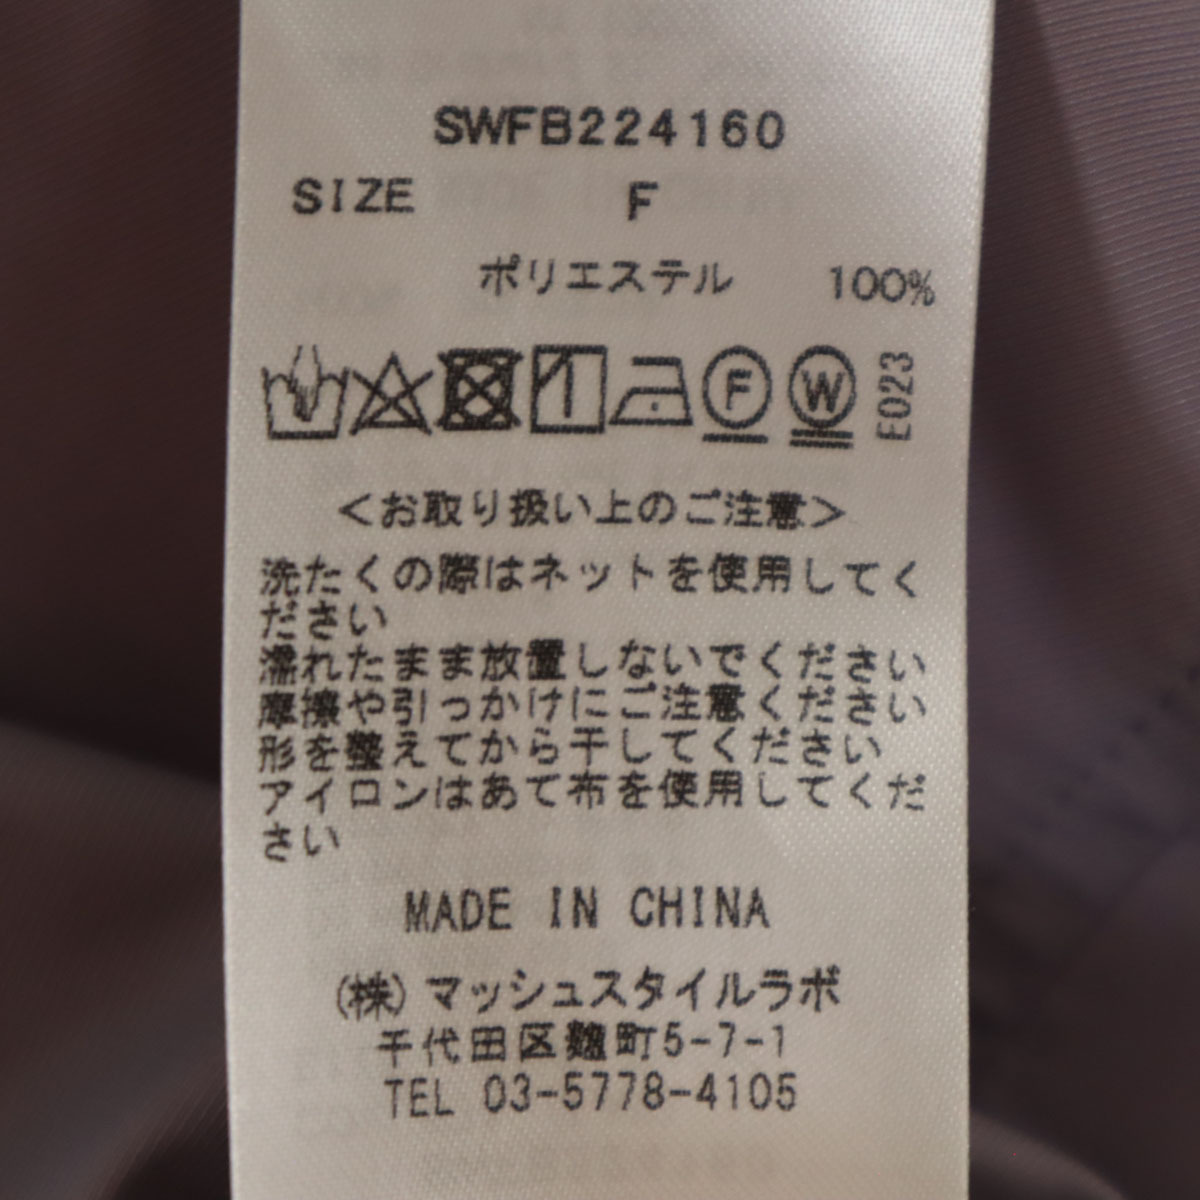 SWFB224160
SIZE F
ポリエステル 100%
F W E023
<お取り扱い上のご注意>
洗たくの際はネットを使用してく
ださい
濡れたまま放置しないでください
摩擦や引っかけにご注意ください
形を整えてから干してください
アイロンはあて布を使用してくだ
さい
MADE IN CHINA
(株)マッシュスタイルラボ
千代田区麹町5-7-1
TEL 03-5778-4105